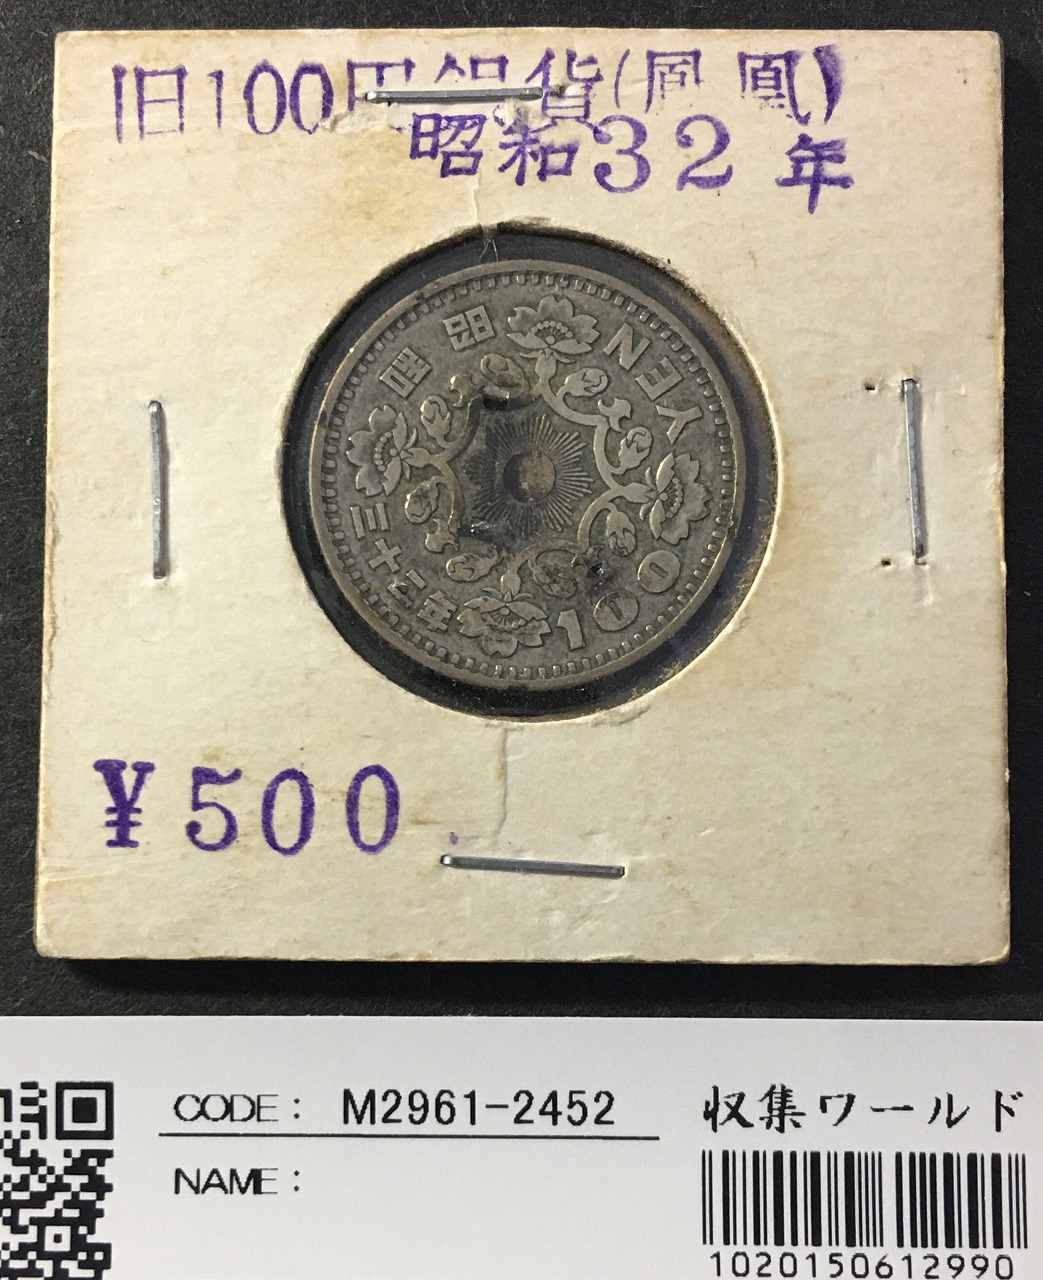 旧100円銀貨(鳳凰)
昭和32年
昭和
三十二年
100
YEN
¥500
CODE: M2961-2452
収集ワールド
NAME:
1020150612990